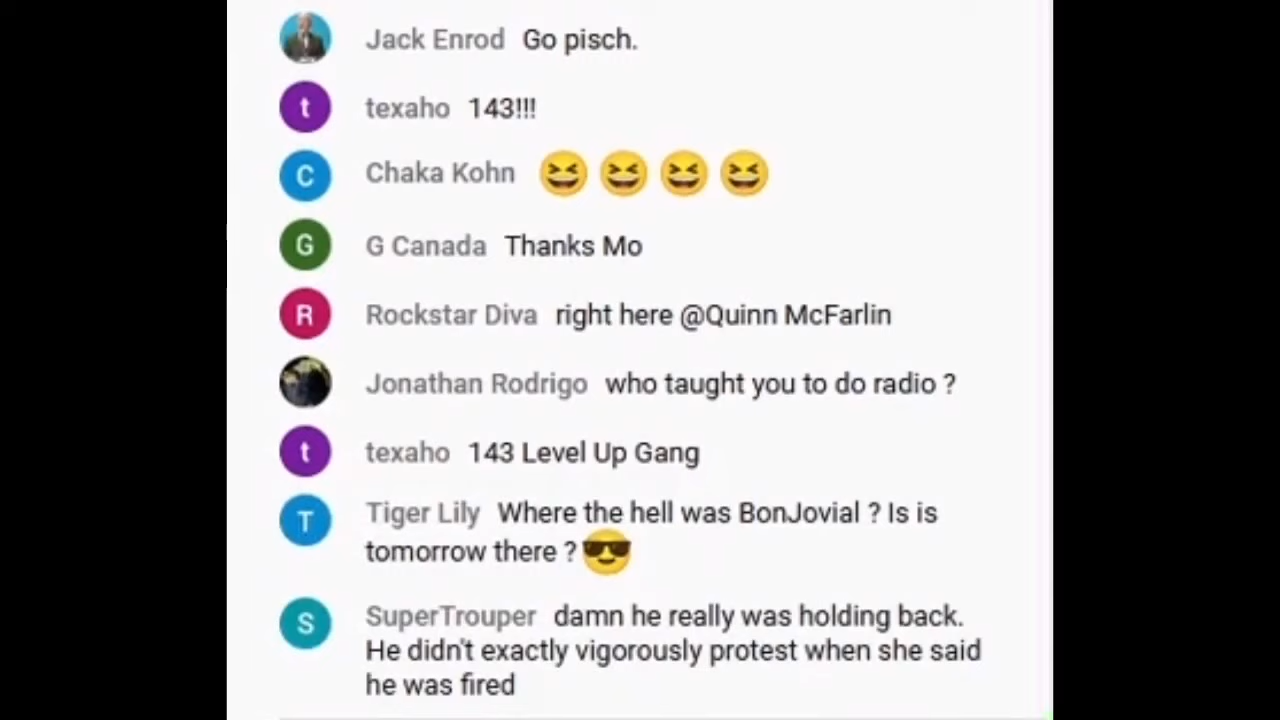 Jack Enrod Go pisch.
t texaho 143!!!
C Chaka Kohn 😆 😆 😆 😆
G G Canada Thanks Mo
R Rockstar Diva right here @Quinn McFarlin
Jonathan Rodrigo who taught you to do radio ?
t texaho 143 Level Up Gang
T Tiger Lily Where the hell was BonJovial ? Is is
tomorrow there ? 😎
S SuperTrouper damn he really was holding back.
He didn't exactly vigorously protest when she said
he was fired